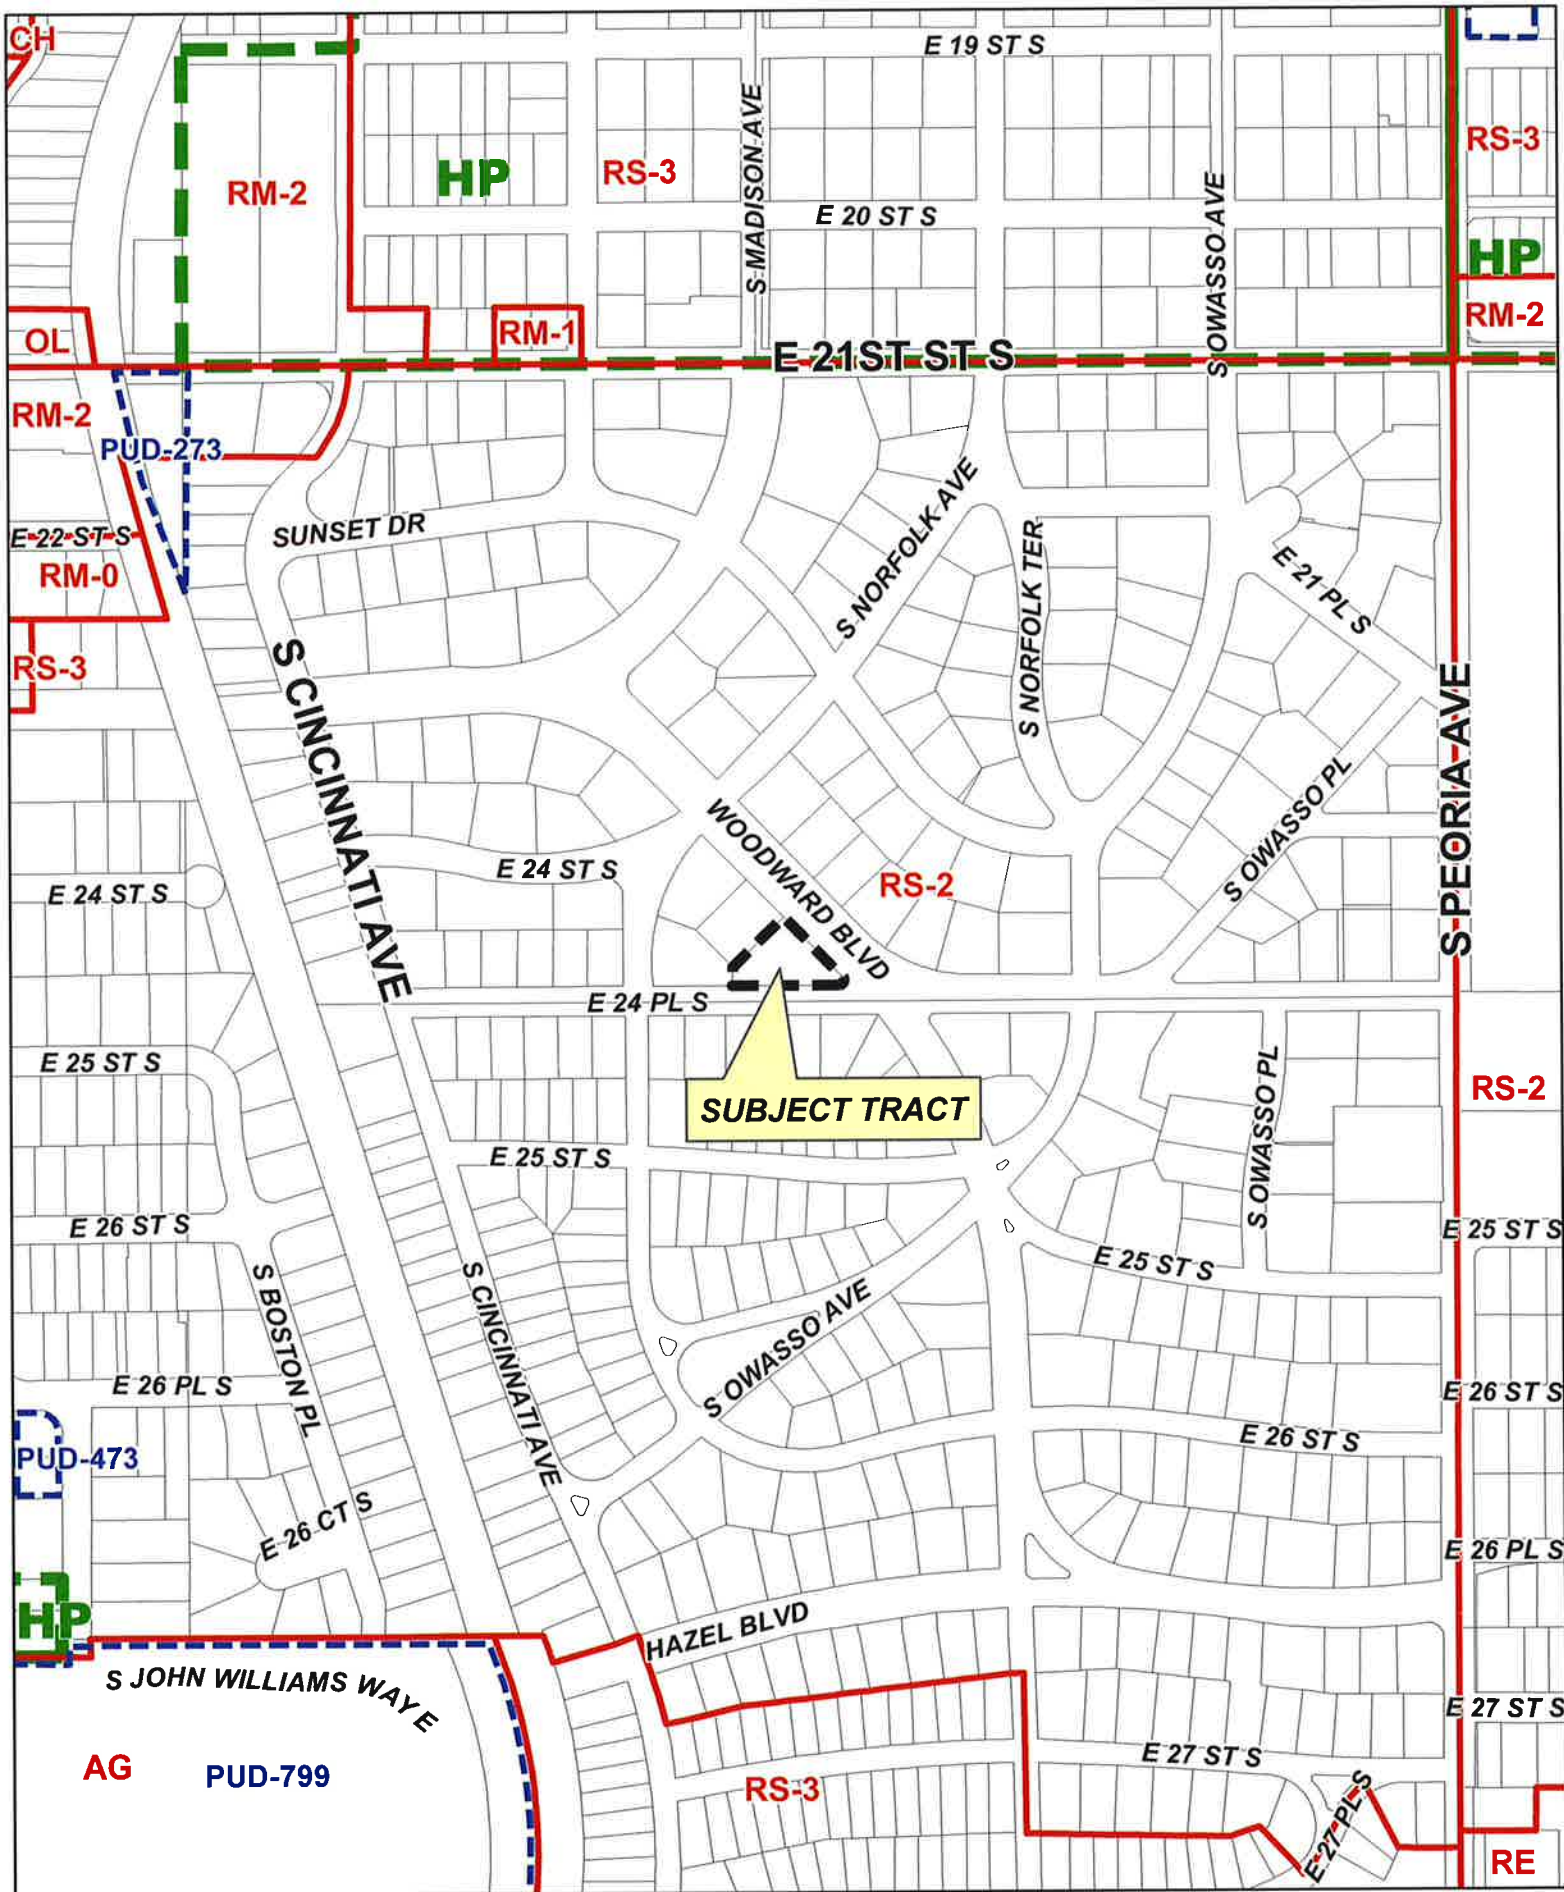 CH
E 19 ST S
RS-3
RM-2
HP
RS-3
S MADISON AVE
E 20 ST S
S OWASSO AVE
HP
OL
RM-1
RM-2
E 21ST ST S
RM-2
PUD-273
E 22 ST S
SUNSET DR
S NORFOLK AVE
S NORFOLK TER
E 21 PL S
RM-0
RS-3
S CINCINNATI AVE
S PEORIA AVE
WOODWARD BLVD
S OWASSO PL
E 24 ST S
RS-2
E 24 ST S
E 24 PL S
E 25 ST S
SUBJECT TRACT
S OWASSO PL
RS-2
E 25 ST S
E 26 ST S
E 25 ST S
E 25 ST S
S BOSTON PL
S CINCINNATI AVE
S OWASSO AVE
E 26 PL S
E 26 ST S
E 26 ST S
PUD-473
E 26 CT S
E 26 PL S
HP
HAZEL BLVD
S JOHN WILLIAMS WAY E
E 27 ST S
E 27 ST S
AG
PUD-799
RS-3
E 27 PL S
RE